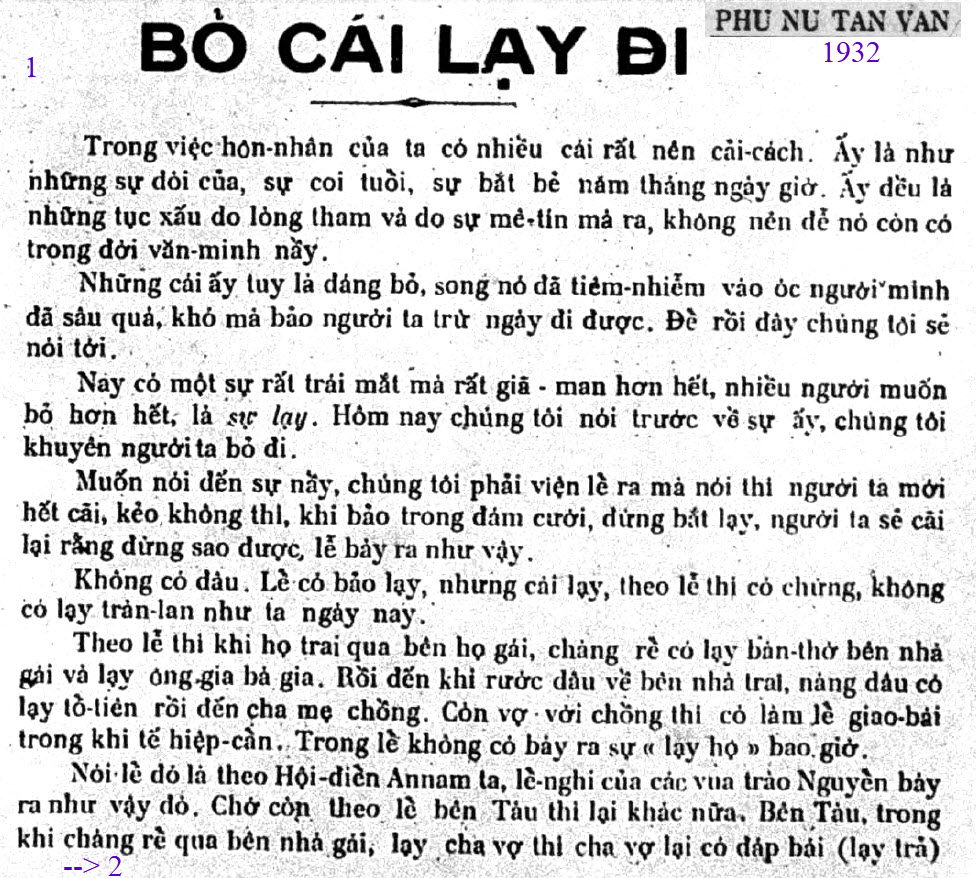 BỎ CÁI LẠY ĐI
PHU NU TAN VAN
1932
1
Trong việc hôn-nhân của ta có nhiều cái rất nên cải-cách. Ấy là như
những sự dòi của, sự coi tuồi, sự bắt bẻ nám tháng ngày giờ. Ấy đều là
những tục xấu do lòng tham và do sự mê-tín mà ra, không nên để nó còn có
trong đời văn-minh nầy.
Những cái ấy tuy là đáng bỏ, song nó đã tiêm-nhiễm vào óc người minh
đã sâu quá, khó mà bảo người ta trừ ngay đi được. Đề rồi đây chúng tôi sẽ
nói tới.
Nay có một sự rất trái mắt mà rất giã - man hơn hết, nhiều người muốn
bỏ hơn hết, là sự lạy. Hôm nay chúng tôi nói trước về sự ấy, chúng tôi
khuyên người ta bỏ đi.
Muốn nói đến sự nầy, chúng tôi phải viện lề ra mà nói thi người ta mới
hết cãi, kẻo không thì, khi bảo trong đám cưới, đừng bắt lạy, người ta sẽ cãi
lại rằng đừng sao được, lễ bày ra như vậy.
Không có đâu. Lề có bảo lạy, nhưng cái lạy, theo lễ thì có chừng, không
có lạy tràn-lan như ta ngày nay.
Theo lễ thì khi họ trai qua bên họ gái, chàng rề có lạy bàn-thờ bên nhà
gái và lạy ông gia bà gia. Rồi đến khi rước dâu về bên nhà trai, nàng dâu có
lạy tổ-tiên rồi đến cha mẹ chồng. Còn vợ với chồng thì có làm lề giao-bái
trong khi tế hiệp-cần. Trong lề không có bày ra sự « lạy họ » bao giờ.
Nói lề đó là theo Hội-điền Annam ta, lề-nghi của các vua trào Nguyễn bày
ra như vậy đó. Chớ còn theo lề bên Tàu thì lại khác nữa. Bên Tàu, trong
khi chàng rề qua bên nhà gái, lạy cha vợ thì cha vợ lại có đáp bái (lạy trả)
--> 2